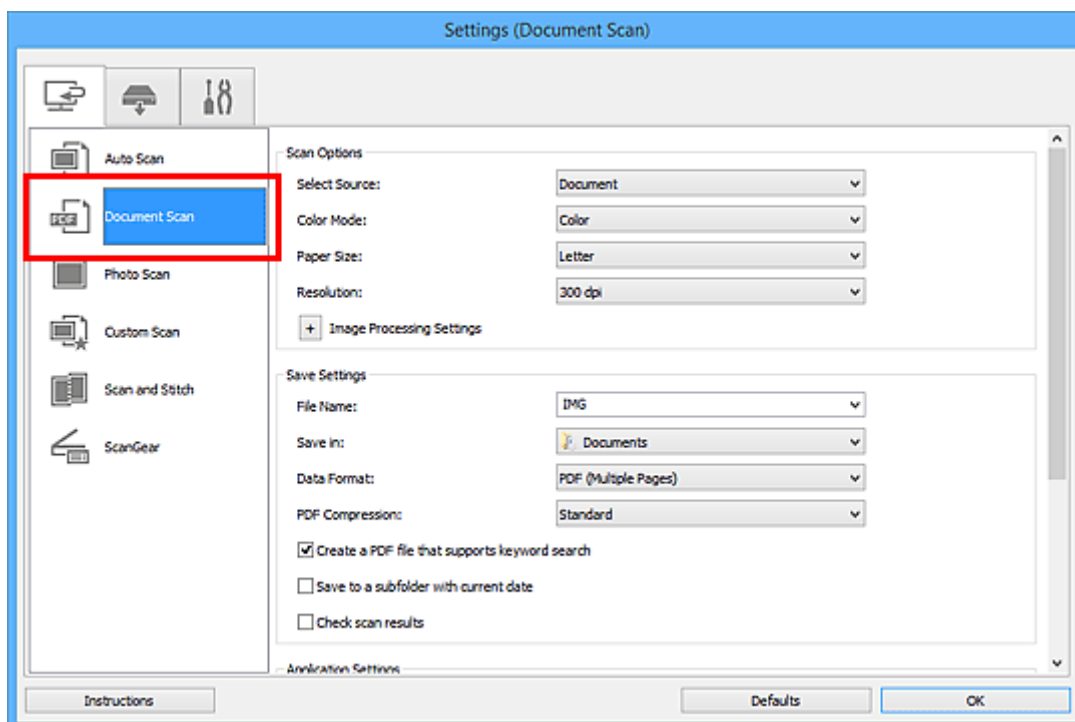 Settings (Document Scan)
Auto Scan
PDF
Document Scan
Photo Scan
Custom Scan
Scan and Stitch
ScanGear
Scan Options
Select Source: Document
Color Mode: Color
Paper Size: Letter
Resolution: 300 dpi
+ Image Processing Settings
Save Settings
File Name: IMG
Save in: Documents
Data Format: PDF (Multiple Pages)
PDF Compression: Standard
Create a PDF file that supports keyword search
Save to a subfolder with current date
Check scan results
Application Settings
Instructions
Defaults
OK